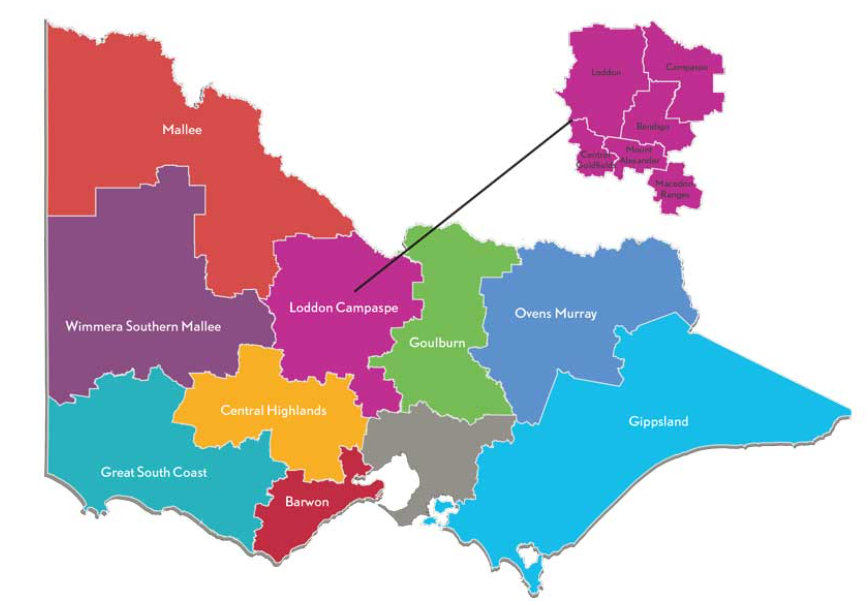 Mallee
Loddon
Campaspe
Bendigo
Central
Goldfields
Mount
Alexander
Macedon
Ranges
Loddon Campaspe
Wimmera Southern Mallee
Goulburn
Ovens Murray
Central Highlands
Gippsland
Great South Coast
Barwon